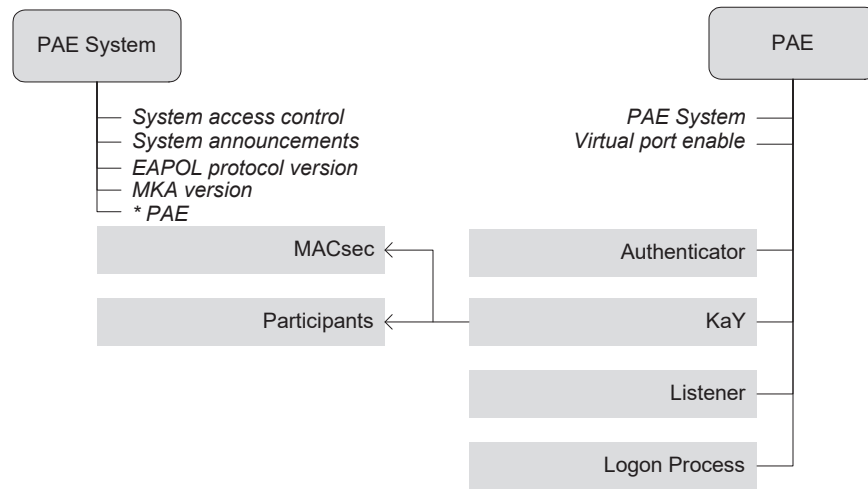 PAE System
PAE
System access control
System announcements
EAPOL protocol version
MKA version
* PAE
PAE System
Virtual port enable
MACsec
Authenticator
Participants
KaY
Listener
Logon Process